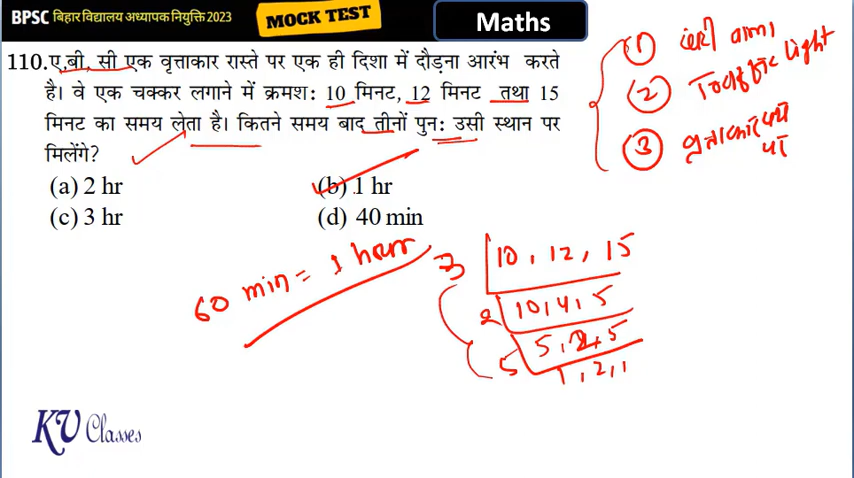 BPSC बिहार विद्यालय अध्यापक नियुक्ति 2023
MOCK TEST
Maths
110. ए,बी, सी एक वृत्ताकार रास्ते पर एक ही दिशा में दौड़ना आरंभ करते
है। वे एक चक्कर लगाने में क्रमश: 10 मिनट, 12 मिनट तथा 15
मिनट का समय लेता है। कितने समय बाद तीनों पुन: उसी स्थान पर
मिलेंगे?
(a) 2 hr
(b) 1 hr
(c) 3 hr
(d) 40 min
1
2 light
3 पर
60 min = 1 hour
3 10, 12, 15
2 10, 4, 5
5 5, 2, 5
1, 2, 1
KV Classes